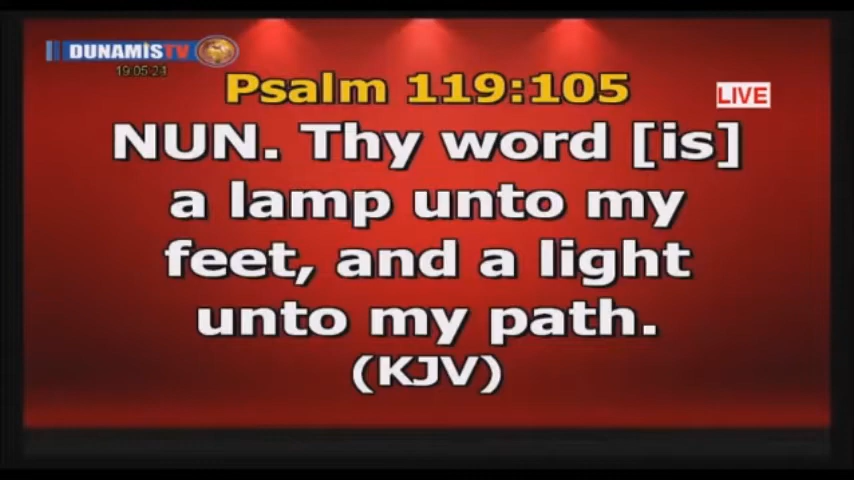 DUNAMISTV
19:05:21
Psalm 119:105
LIVE
NUN. Thy word [is]
a lamp unto my
feet, and a light
unto my path.
(KJV)